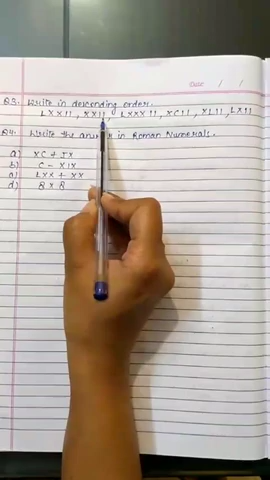 Date / /
Q3. Write in descending order.
LXXII, XXII, LXXXII, XCII, XLII, LXII
Q4. Write the answer in Roman Numerals.
a) XC + IX
b) C - XIX
c) LXX + XX
d) 8 x 8